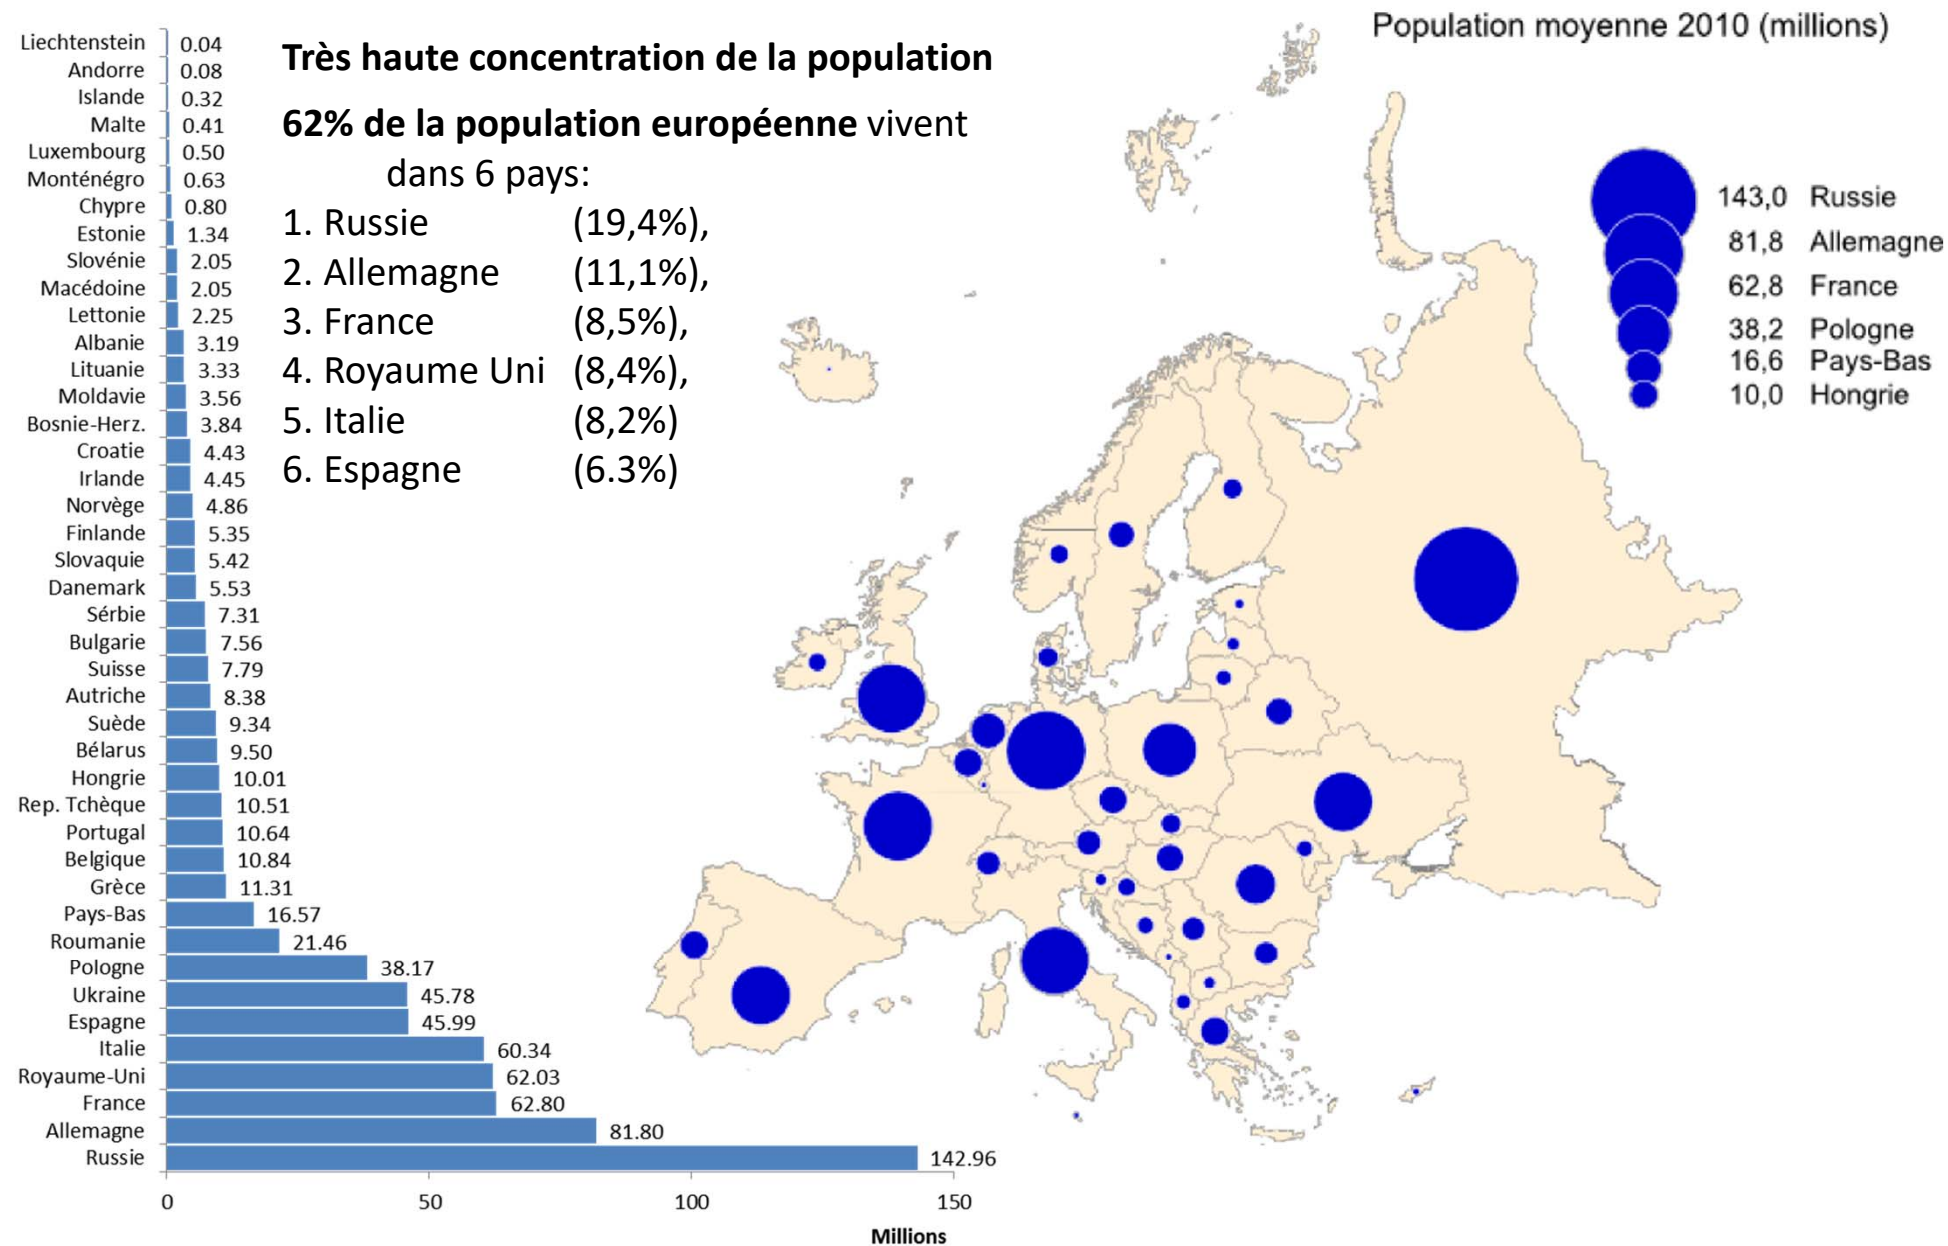 Population moyenne 2010 (millions)
Très haute concentration de la population
62% de la population européenne vivent
dans 6 pays:
1. Russie (19,4%),
2. Allemagne (11,1%),
3. France (8,5%),
4. Royaume Uni (8,4%),
5. Italie (8,2%)
6. Espagne (6.3%)
143,0 Russie
81,8 Allemagne
62,8 France
38,2 Pologne
16,6 Pays-Bas
10,0 Hongrie
Liechtenstein 0.04
Andorre 0.08
Islande 0.32
Malte 0.41
Luxembourg 0.50
Monténégro 0.63
Chypre 0.80
Estonie 1.34
Slovénie 2.05
Macédoine 2.05
Lettonie 2.25
Albanie 3.19
Lituanie 3.33
Moldavie 3.56
Bosnie-Herz. 3.84
Croatie 4.43
Irlande 4.45
Norvège 4.86
Finlande 5.35
Slovaquie 5.42
Danemark 5.53
Sérbie 7.31
Bulgarie 7.56
Suisse 7.79
Autriche 8.38
Suède 9.34
Bélarus 9.50
Hongrie 10.01
Rep. Tchèque 10.51
Portugal 10.64
Belgique 10.84
Grèce 11.31
Pays-Bas 16.57
Roumanie 21.46
Pologne 38.17
Ukraine 45.78
Espagne 45.99
Italie 60.34
Royaume-Uni 62.03
France 62.80
Allemagne 81.80
Russie 142.96
0 50 100 150
Millions